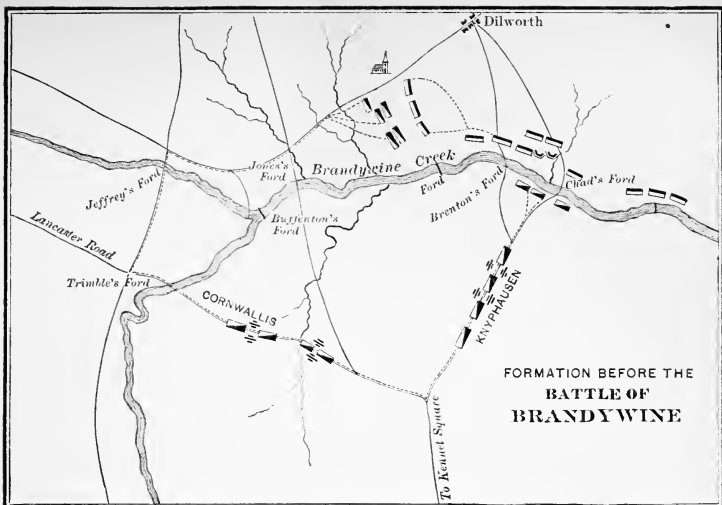 Dilworth
Jones's
Ford
Brandywine Creek
Ford
Jeffrey's Ford
Brenton's Ford
Chad's Ford
Buffenton's
Ford
Lancaster Road
Trimble's Ford
CORNWALLIS
KNYPHAUSEN
FORMATION BEFORE THE
BATTLE OF
BRANDYWINE
To Kennet Square